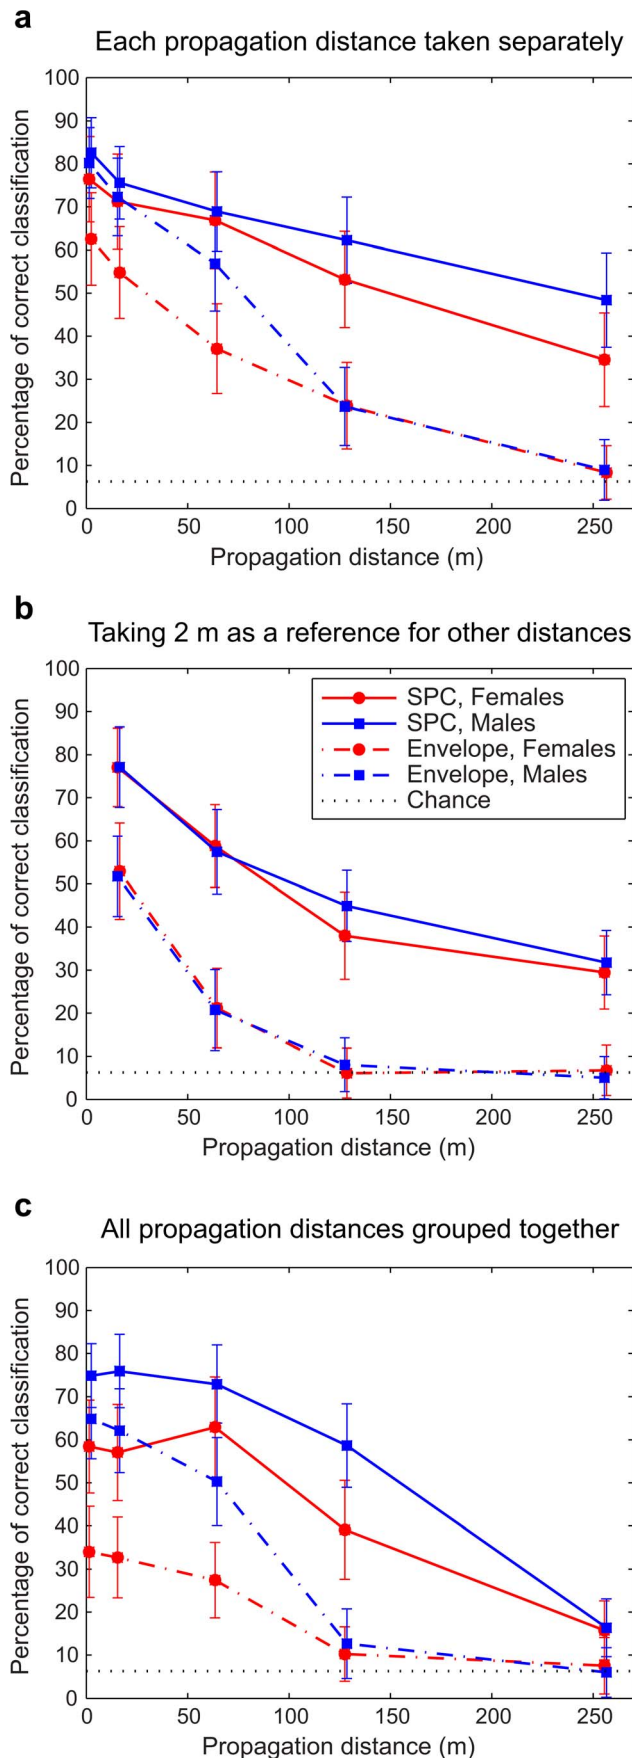 a
Each propagation distance taken separately
100
90
80
70
60
50
40
30
20
10
0
Percentage of correct classification
0 50 100 150 200 250
Propagation distance (m)
b
Taking 2 m as a reference for other distances
100
90
80
70
60
50
40
30
20
10
0
Percentage of correct classification
SPC, Females
SPC, Males
Envelope, Females
Envelope, Males
Chance
0 50 100 150 200 250
Propagation distance (m)
c
All propagation distances grouped together
100
90
80
70
60
50
40
30
20
10
0
Percentage of correct classification
0 50 100 150 200 250
Propagation distance (m)